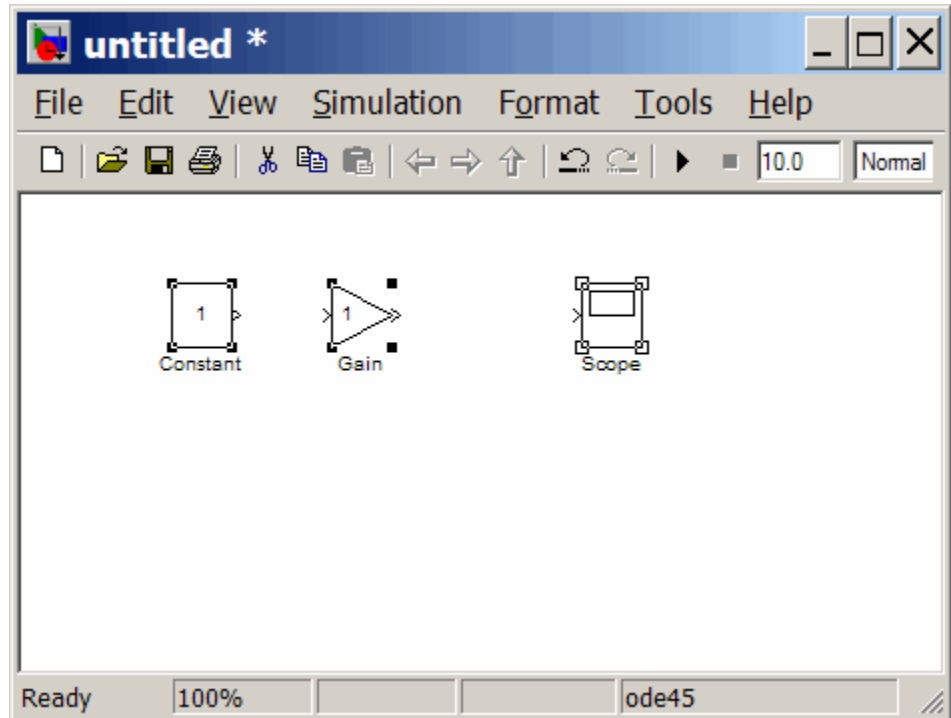 untitled *
File Edit View Simulation Format Tools Help
10.0 Normal
1 1
Constant Gain Scope
Ready 100% ode45